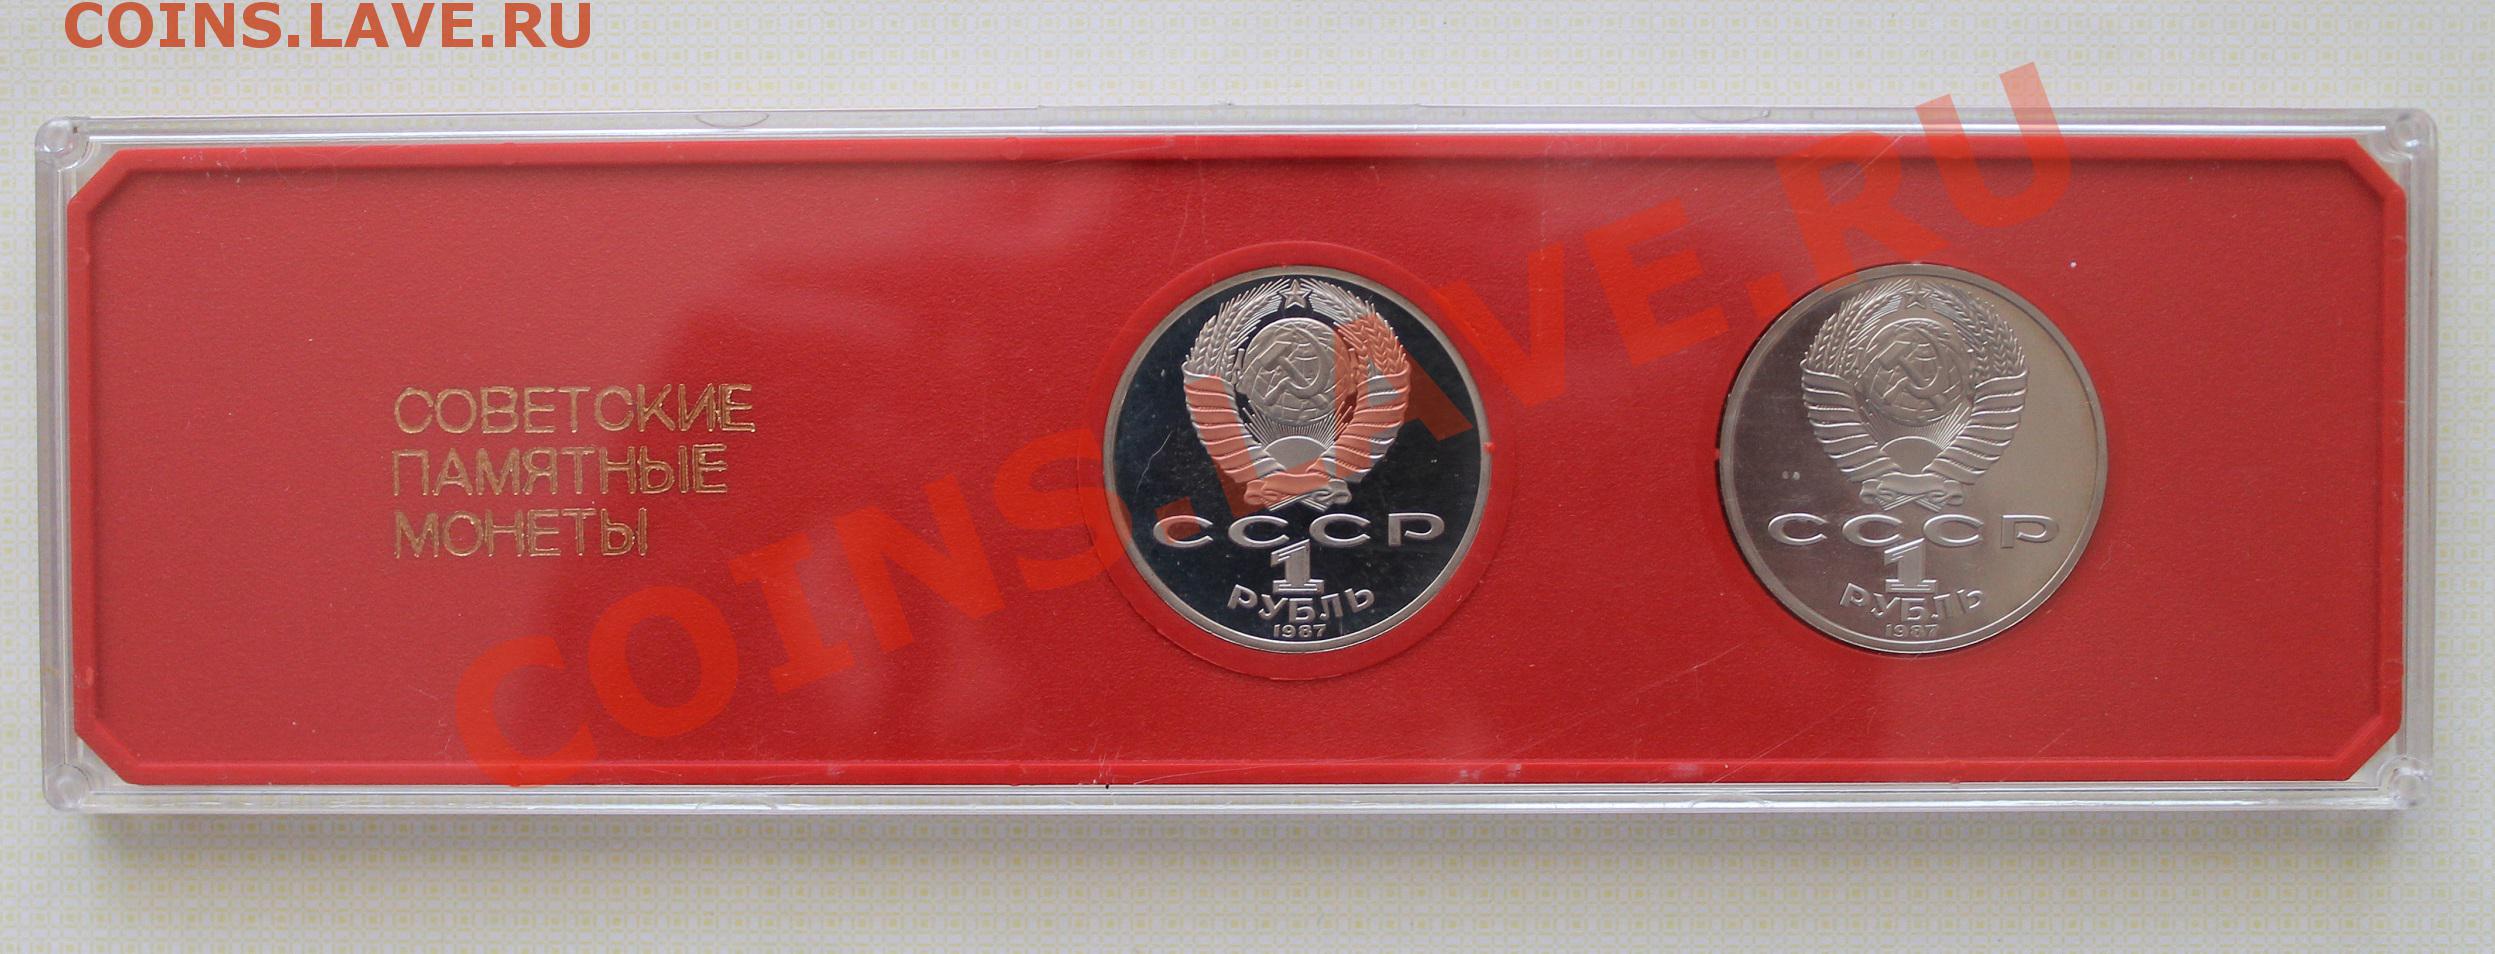 COINS.LAVE.RU
СОВЕТСКИЕ
ПАМЯТНЫЕ
МОНЕТЫ
СССР
1
РУБЛЬ
1987
СССР
1
РУБЛЬ
1987
COINS.LAVE.RU